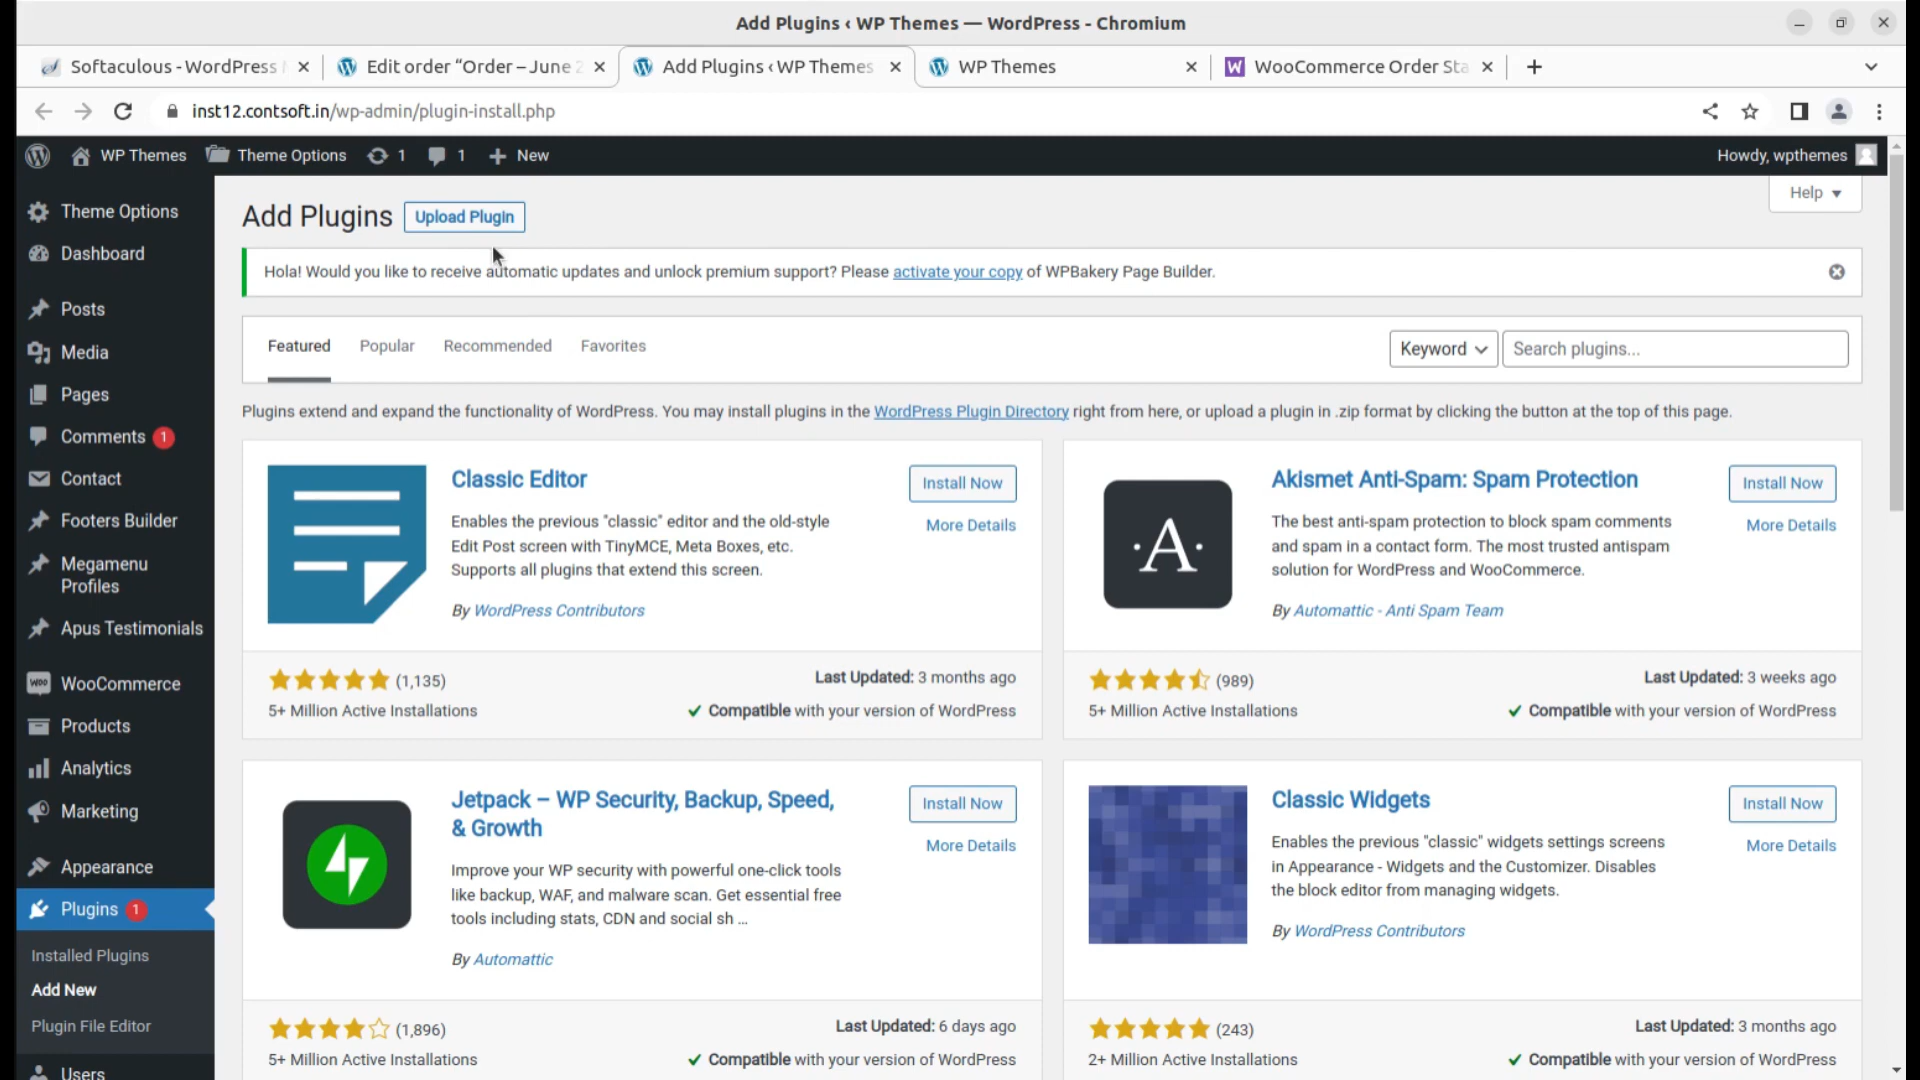 Add Plugins ‹ WP Themes — WordPress - Chromium
Softaculous - WordPress
Edit order “Order – June 2
Add Plugins ‹ WP Themes
WP Themes
WooCommerce Order Sta
inst12.contsoft.in/wp-admin/plugin-install.php
WP Themes
Theme Options
1
1
New
Howdy, wpthemes
Theme Options
Dashboard
Posts
Media
Pages
Comments 1
Contact
Footers Builder
Megamenu
Profiles
Apus Testimonials
WooCommerce
Products
Analytics
Marketing
Appearance
Plugins 1
Installed Plugins
Add New
Plugin File Editor
Users
Help
Add Plugins
Upload Plugin
Hola! Would you like to receive automatic updates and unlock premium support? Please activate your copy of WPBakery Page Builder.
Featured
Popular
Recommended
Favorites
Keyword
Search plugins...
Plugins extend and expand the functionality of WordPress. You may install plugins in the WordPress Plugin Directory right from here, or upload a plugin in .zip format by clicking the button at the top of this page.
Classic Editor
Install Now
More Details
Enables the previous "classic" editor and the old-style
Edit Post screen with TinyMCE, Meta Boxes, etc.
Supports all plugins that extend this screen.
By WordPress Contributors
(1,135)
Last Updated: 3 months ago
5+ Million Active Installations
Compatible with your version of WordPress
·A·
Akismet Anti-Spam: Spam Protection
Install Now
More Details
The best anti-spam protection to block spam comments
and spam in a contact form. The most trusted antispam
solution for WordPress and WooCommerce.
By Automattic - Anti Spam Team
(989)
Last Updated: 3 weeks ago
5+ Million Active Installations
Compatible with your version of WordPress
Jetpack – WP Security, Backup, Speed,
& Growth
Install Now
More Details
Improve your WP security with powerful one-click tools
like backup, WAF, and malware scan. Get essential free
tools including stats, CDN and social sh ...
By Automattic
(1,896)
Last Updated: 6 days ago
5+ Million Active Installations
Compatible with your version of WordPress
Classic Widgets
Install Now
More Details
Enables the previous "classic" widgets settings screens
in Appearance - Widgets and the Customizer. Disables
the block editor from managing widgets.
By WordPress Contributors
(243)
Last Updated: 3 months ago
2+ Million Active Installations
Compatible with your version of WordPress